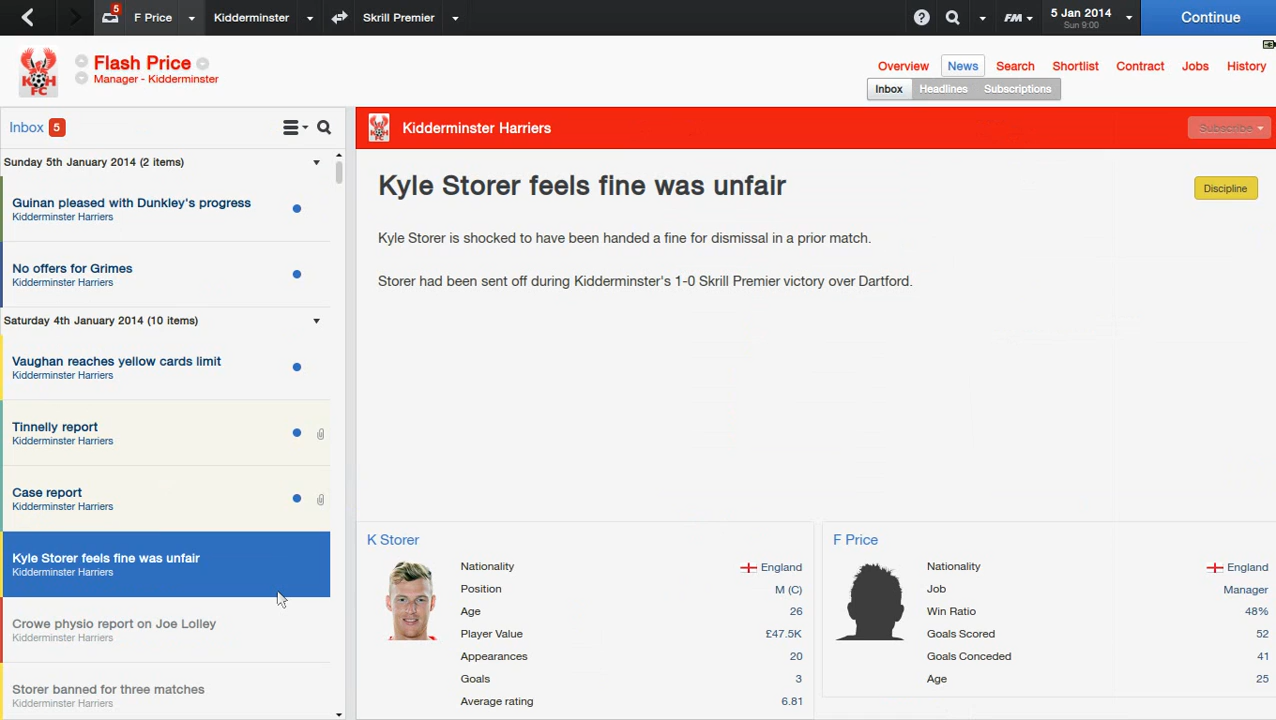 5
F Price
Kidderminster
Skrill Premier
?
FM
5 Jan 2014
Sun 9:00
Continue
KH
FC
Flash Price
Manager - Kidderminster
Overview
News
Search
Shortlist
Contract
Jobs
History
Inbox
Headlines
Subscriptions
Inbox 5
Sunday 5th January 2014 (2 items)
Guinan pleased with Dunkley's progress
Kidderminster Harriers
No offers for Grimes
Kidderminster Harriers
Saturday 4th January 2014 (10 items)
Vaughan reaches yellow cards limit
Kidderminster Harriers
Tinnelly report
Kidderminster Harriers
Case report
Kidderminster Harriers
Kyle Storer feels fine was unfair
Kidderminster Harriers
Crowe physio report on Joe Lolley
Kidderminster Harriers
Storer banned for three matches
Kidderminster Harriers
Kidderminster Harriers
Subscribe
Kyle Storer feels fine was unfair
Discipline
Kyle Storer is shocked to have been handed a fine for dismissal in a prior match.
Storer had been sent off during Kidderminster's 1-0 Skrill Premier victory over Dartford.
K Storer
Nationality England
Position M (C)
Age 26
Player Value £47.5K
Appearances 20
Goals 3
Average rating 6.81
F Price
Nationality England
Job Manager
Win Ratio 48%
Goals Scored 52
Goals Conceded 41
Age 25